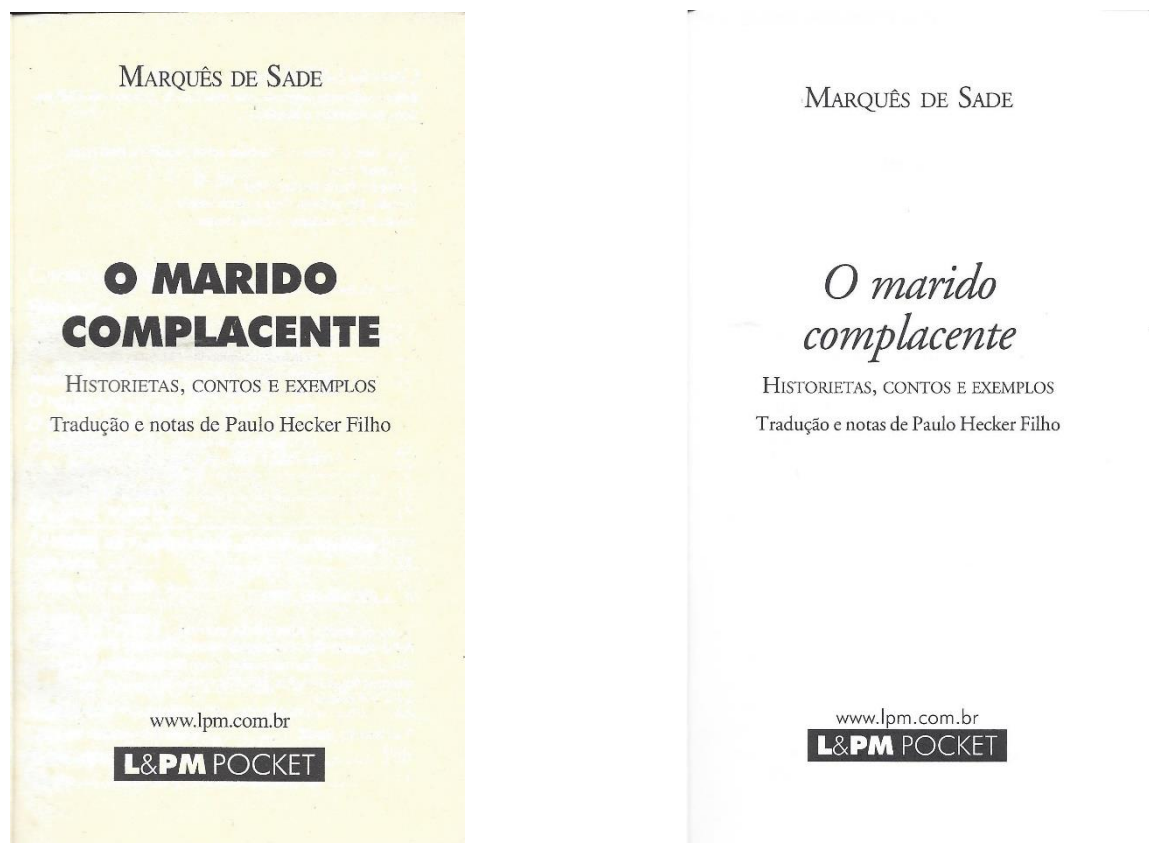 MARQUÊS DE SADE
O MARIDO
COMPLACENTE
HISTORIETAS, CONTOS E EXEMPLOS
Tradução e notas de Paulo Hecker Filho
www.lpm.com.br
L&PM POCKET
MARQUÊS DE SADE
O marido
complacente
HISTORIETAS, CONTOS E EXEMPLOS
Tradução e notas de Paulo Hecker Filho
www.lpm.com.br
L&PM POCKET